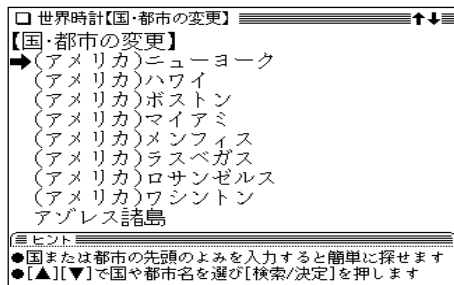 世界時計【国・都市の変更】
【国・都市の変更】
➡(アメリカ)ニューヨーク
(アメリカ)ハワイ
(アメリカ)ボストン
(アメリカ)マイアミ
(アメリカ)メンフィス
(アメリカ)ラスベガス
(アメリカ)ロサンゼルス
(アメリカ)ワシントン
アゾレス諸島
ヒント
●国または都市の先頭のよみを入力すると簡単に探せます
●[▲][▼]で国や都市名を選び[検索/決定]を押します